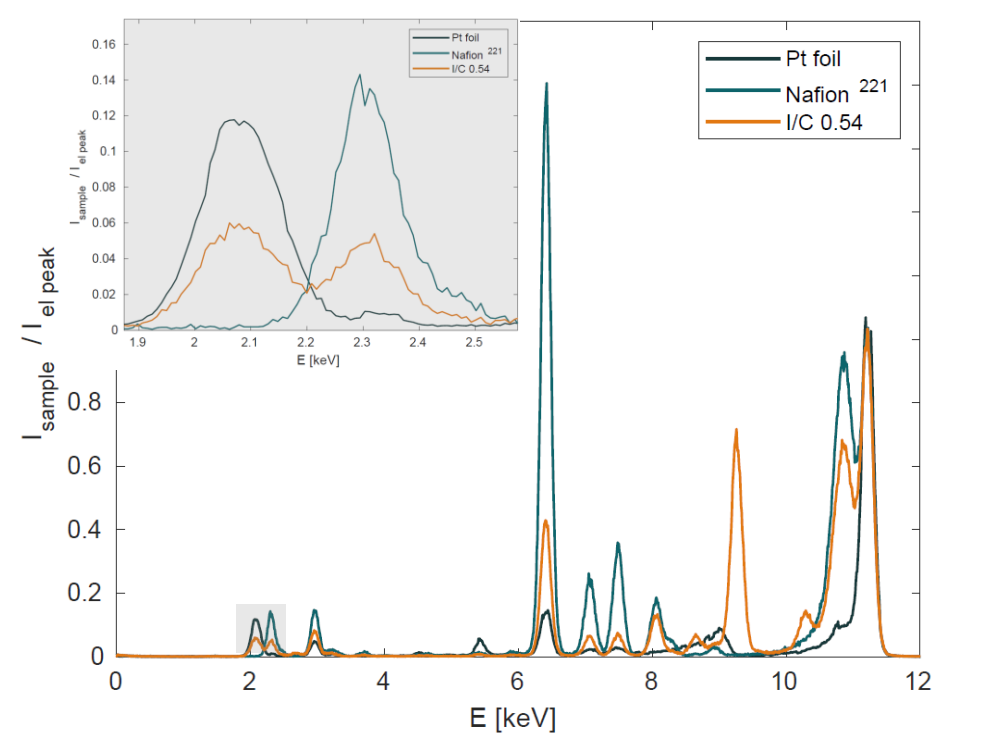 0.16
0.14
0.12
0.1
0.08
0.06
0.04
0.02
0
I sample / I el peak
1.9 2 2.1 2.2 2.3 2.4 2.5
E [keV]
Pt foil
Nafion 221
I/C 0.54
Pt foil
Nafion 221
I/C 0.54
I sample / I el peak
0.8
0.6
0.4
0.2
0
0 2 4 6 8 10 12
E [keV]